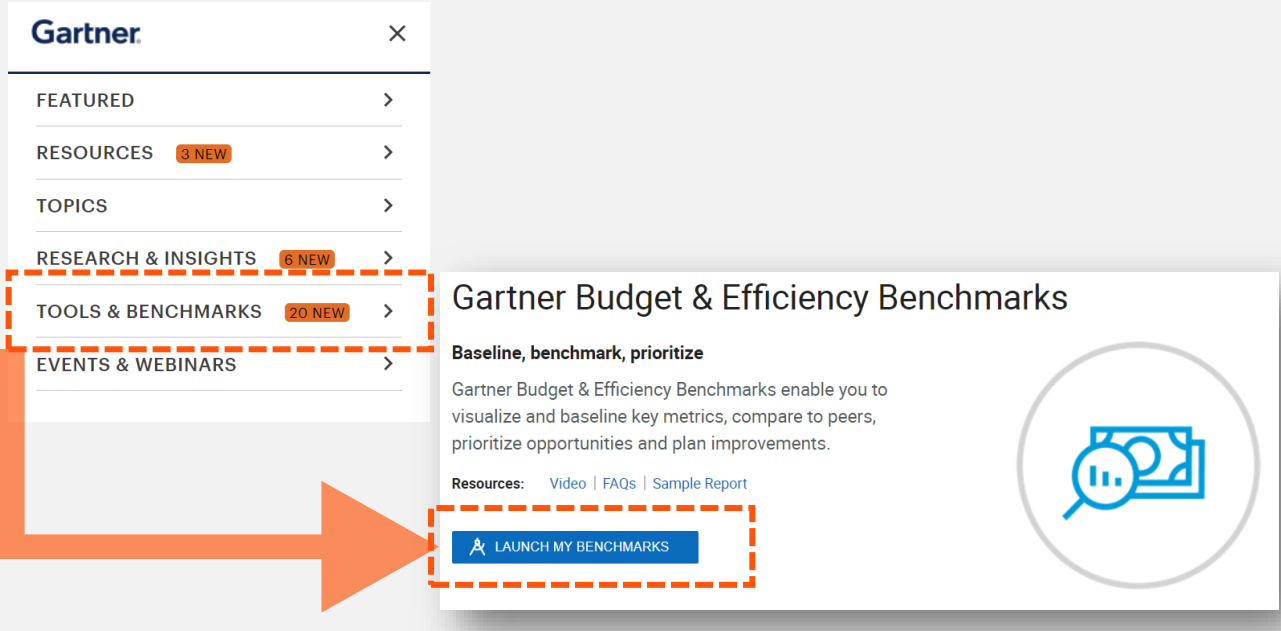 Gartner
FEATURED
RESOURCES 3 NEW
TOPICS
RESEARCH & INSIGHTS 6 NEW
TOOLS & BENCHMARKS 20 NEW
EVENTS & WEBINARS
Gartner Budget & Efficiency Benchmarks
Baseline, benchmark, prioritize
Gartner Budget & Efficiency Benchmarks enable you to
visualize and baseline key metrics, compare to peers,
prioritize opportunities and plan improvements.
Resources: Video | FAQs | Sample Report
LAUNCH MY BENCHMARKS